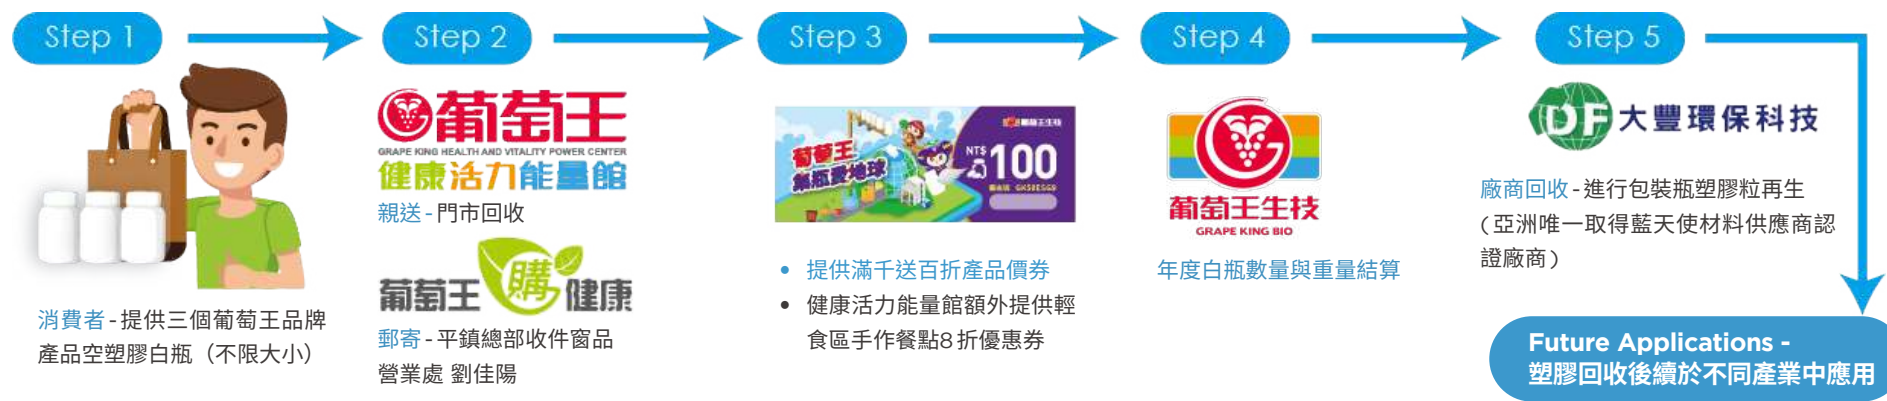 Step 1
Step 2
Step 3
Step 4
Step 5
消費者-提供三個葡萄王品牌
產品空塑膠白瓶（不限大小）
葡萄王
GRAPE KING HEALTH AND VITALITY POWER CENTER
健康活力能量館
親送-門市回收
葡萄王 購 健康
郵寄-平鎮總部收件窗品
營業處 劉佳陽
葡萄王生技
葡萄王
集瓶愛地球
NT$100
• 提供滿千送百折產品價券
• 健康活力能量館額外提供輕
食區手作餐點8折優惠券
葡萄王生技
GRAPE KING BIO
年度白瓶數量與重量結算
DF 大豐環保科技
廠商回收-進行包裝瓶塑膠粒再生
(亞洲唯一取得藍天使材料供應商認
證廠商)
Future Applications -
塑膠回收後續於不同產業中應用